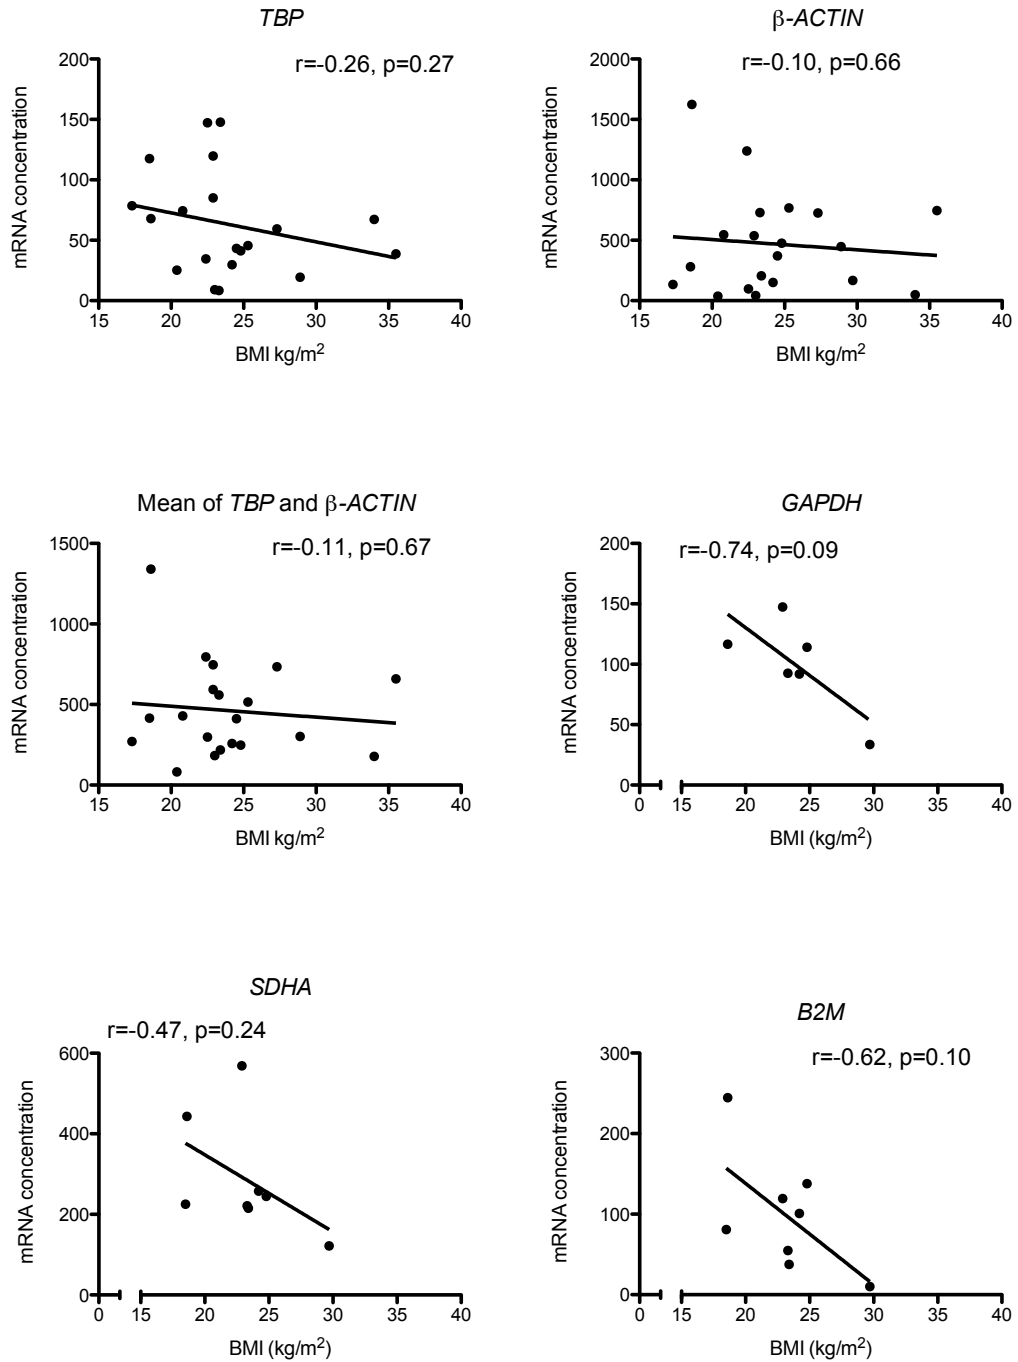 TBP
r=-0.26, p=0.27
mRNA concentration
200
150
100
50
0
15 20 25 30 35 40
BMI kg/m²
β-ACTIN
r=-0.10, p=0.66
mRNA concentration
2000
1500
1000
500
0
15 20 25 30 35 40
BMI kg/m²
Mean of TBP and β-ACTIN
r=-0.11, p=0.67
mRNA concentration
1500
1000
500
0
15 20 25 30 35 40
BMI kg/m²
GAPDH
r=-0.74, p=0.09
mRNA concentration
200
150
100
50
0
0 15 20 25 30 35 40
BMI (kg/m²)
SDHA
r=-0.47, p=0.24
mRNA concentration
600
400
200
0
0 15 20 25 30 35 40
BMI (kg/m²)
B2M
r=-0.62, p=0.10
mRNA concentration
300
200
100
0
0 15 20 25 30 35 40
BMI (kg/m²)